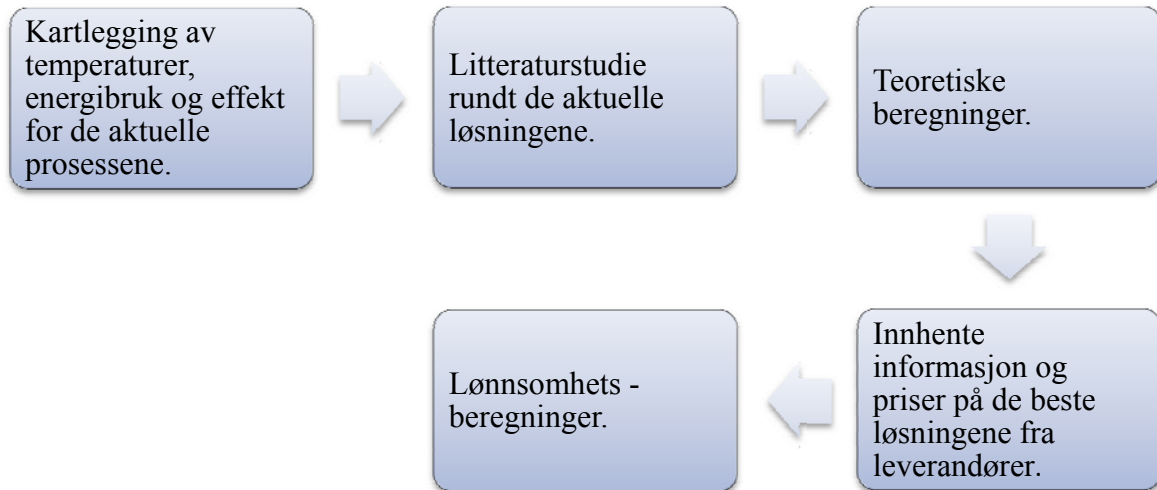 Kartlegging av
temperaturer,
energibruk og effekt
for de aktuelle
prosessene.
Litteraturstudie
rundt de aktuelle
løsningene.
Teoretiske
beregninger.
Innhente
informasjon og
priser på de beste
løsningene fra
leverandører.
Lønnsomhets -
beregninger.